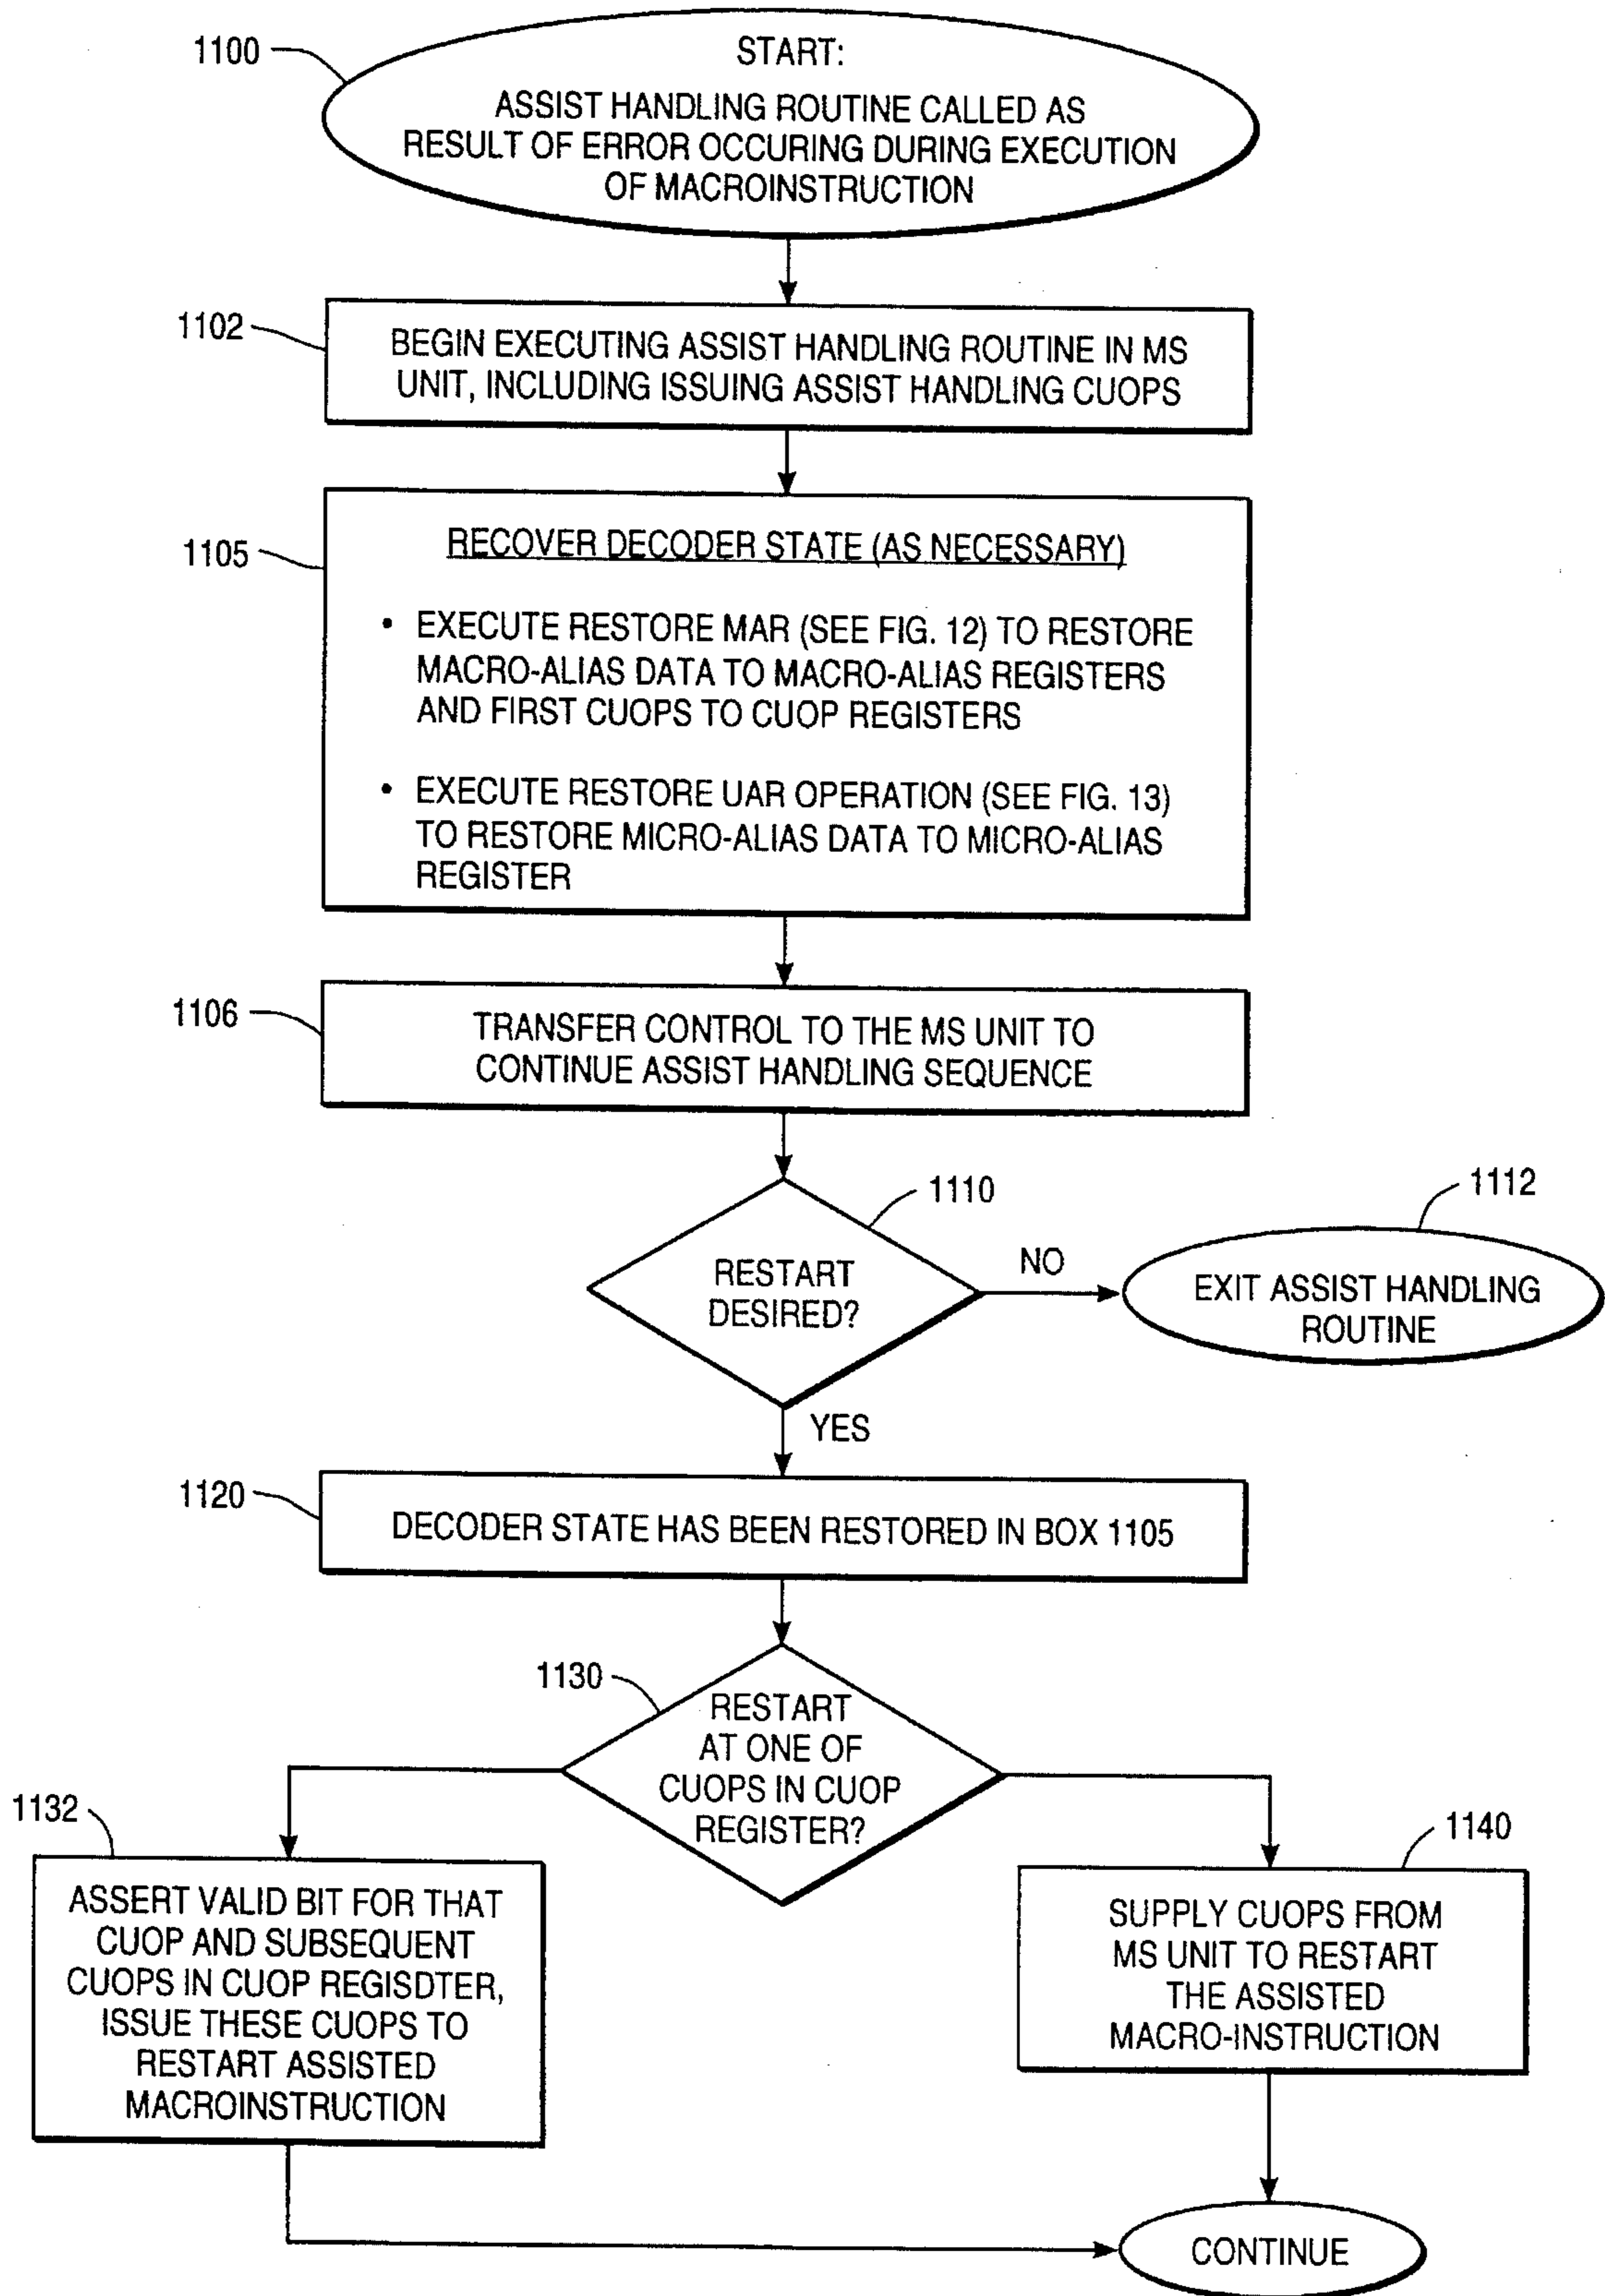 1100
START:
ASSIST HANDLING ROUTINE CALLED AS
RESULT OF ERROR OCCURING DURING EXECUTION
OF MACROINSTRUCTION
1102
BEGIN EXECUTING ASSIST HANDLING ROUTINE IN MS
UNIT, INCLUDING ISSUING ASSIST HANDLING CUOPS
1105
RECOVER DECODER STATE (AS NECESSARY)
• EXECUTE RESTORE MAR (SEE FIG. 12) TO RESTORE
MACRO-ALIAS DATA TO MACRO-ALIAS REGISTERS
AND FIRST CUOPS TO CUOP REGISTERS
• EXECUTE RESTORE UAR OPERATION (SEE FIG. 13)
TO RESTORE MICRO-ALIAS DATA TO MICRO-ALIAS
REGISTER
1106
TRANSFER CONTROL TO THE MS UNIT TO
CONTINUE ASSIST HANDLING SEQUENCE
1110
RESTART
DESIRED?
NO
1112
EXIT ASSIST HANDLING
ROUTINE
YES
1120
DECODER STATE HAS BEEN RESTORED IN BOX 1105
1130
RESTART
AT ONE OF
CUOPS IN CUOP
REGISTER?
1132
ASSERT VALID BIT FOR THAT
CUOP AND SUBSEQUENT
CUOPS IN CUOP REGISDTER,
ISSUE THESE CUOPS TO
RESTART ASSISTED
MACROINSTRUCTION
1140
SUPPLY CUOPS FROM
MS UNIT TO RESTART
THE ASSISTED
MACRO-INSTRUCTION
CONTINUE